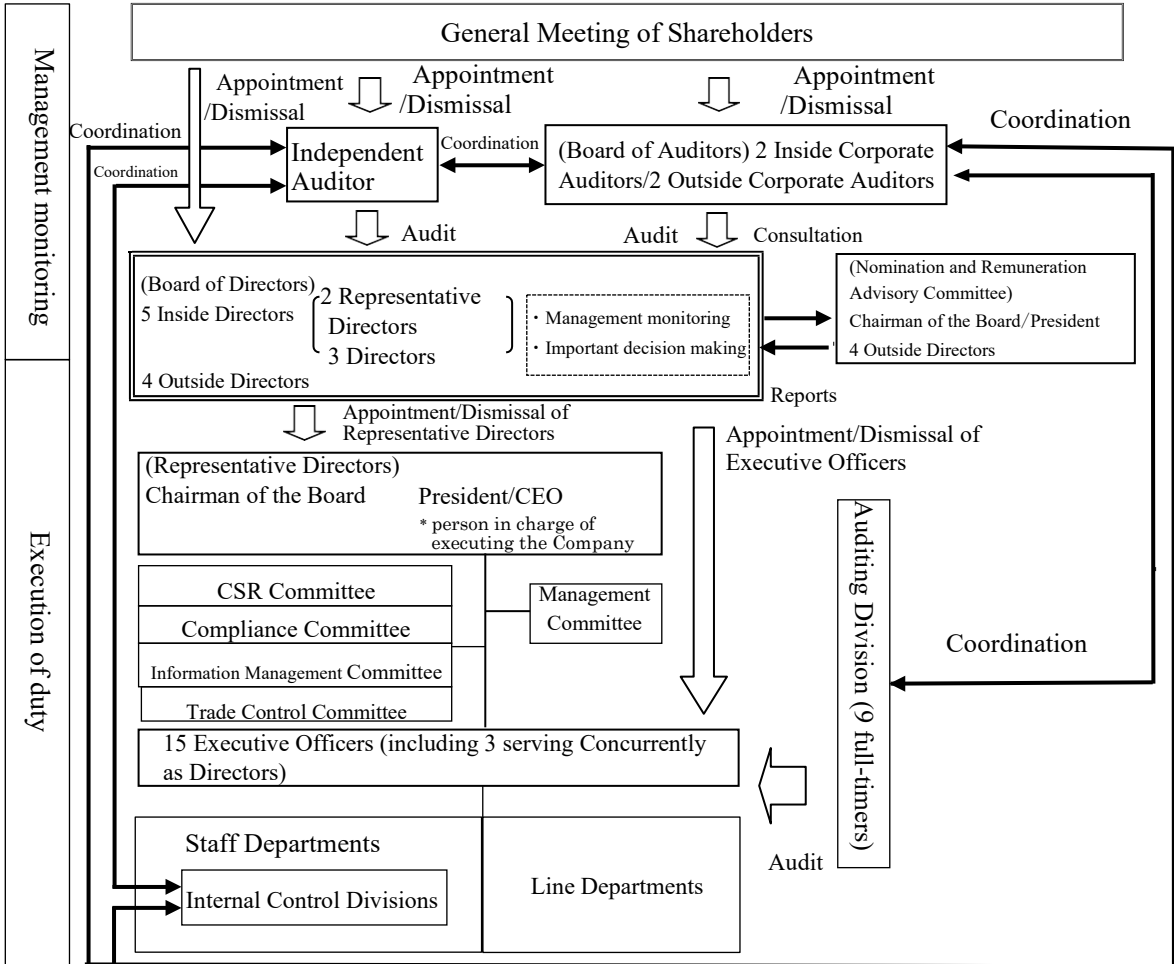 Management monitoring
General Meeting of Shareholders
Appointment
/Dismissal
Appointment
/Dismissal
Appointment
/Dismissal
Coordination
Coordination
Coordination
Coordination
Independent
Auditor
(Board of Auditors) 2 Inside Corporate
Auditors/2 Outside Corporate Auditors
Audit
Audit
Consultation
(Board of Directors)
5 Inside Directors
2 Representative
Directors
3 Directors
4 Outside Directors
・Management monitoring
・Important decision making
(Nomination and Remuneration
Advisory Committee)
Chairman of the Board/President
4 Outside Directors
Reports
Execution of duty
Appointment/Dismissal of
Representative Directors
Appointment/Dismissal of
Executive Officers
(Representative Directors)
Chairman of the Board
President/CEO
* person in charge of
executing the Company
CSR Committee
Compliance Committee
Information Management Committee
Trade Control Committee
Management
Committee
Auditing Division (9 full-timers)
Coordination
15 Executive Officers (including 3 serving Concurrently
as Directors)
Audit
Staff Departments
Internal Control Divisions
Line Departments